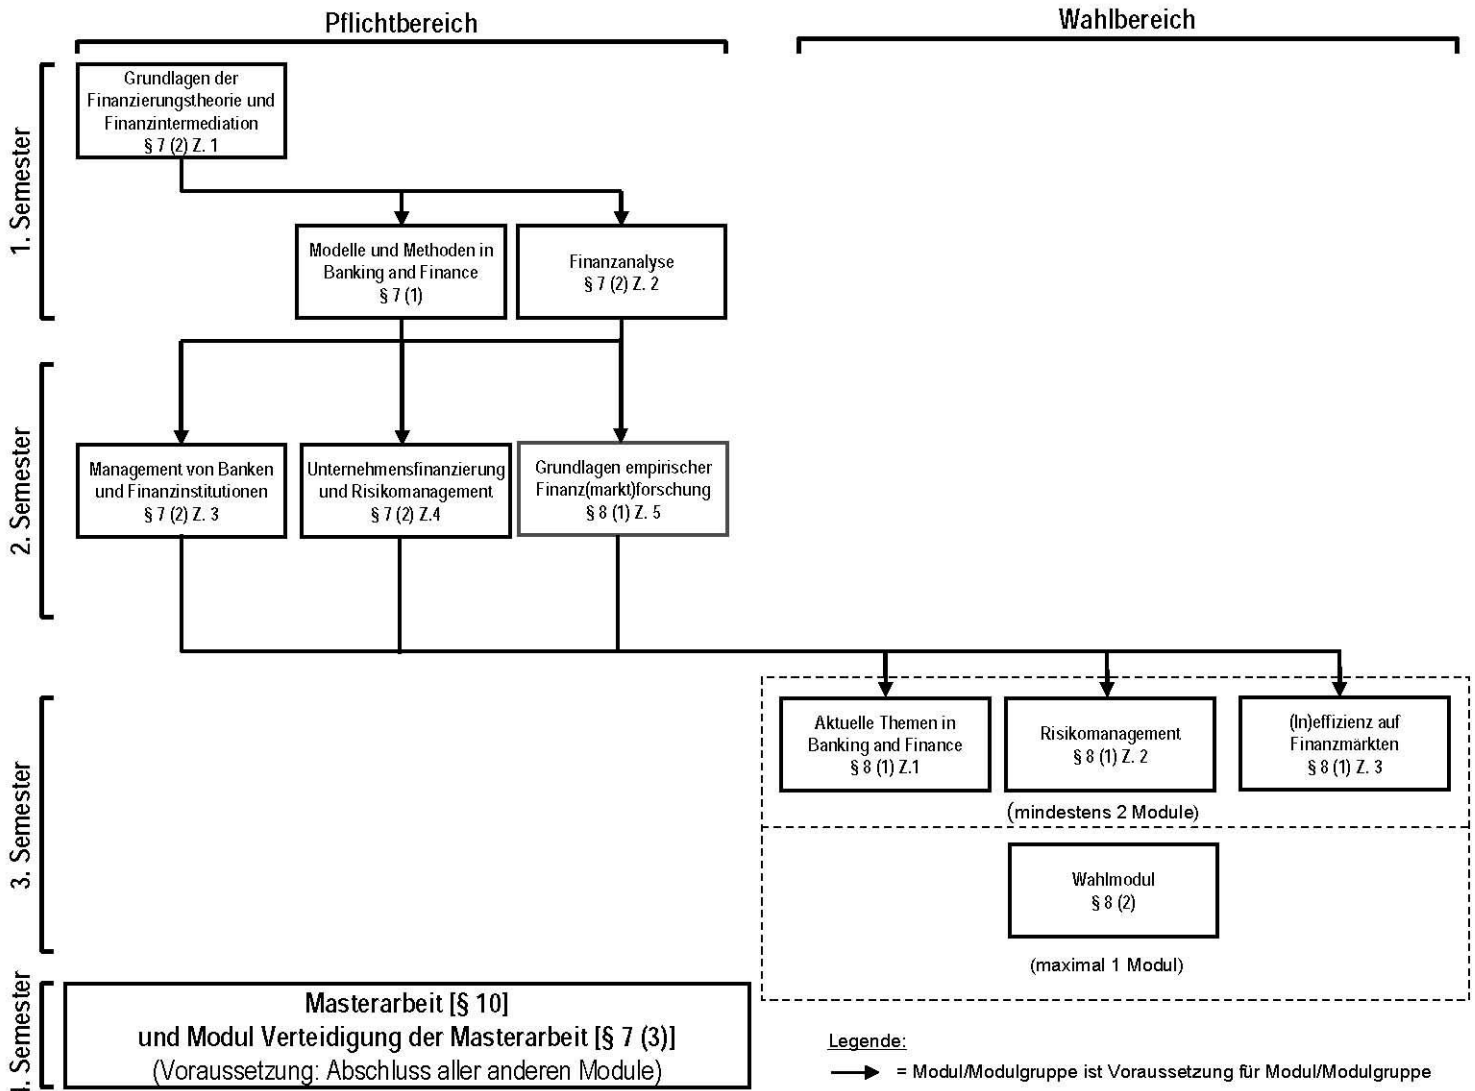 Pflichtbereich
Wahlbereich
1. Semester
Grundlagen der
Finanzierungstheorie und
Finanzintermediation
§ 7 (2) Z. 1
Modelle und Methoden in
Banking and Finance
§ 7 (1)
Finanzanalyse
§ 7 (2) Z. 2
2. Semester
Management von Banken
und Finanzinstitutionen
§ 7 (2) Z. 3
Unternehmensfinanzierung
und Risikomanagement
§ 7 (2) Z.4
Grundlagen empirischer
Finanz(markt)forschung
§ 8 (1) Z. 5
3. Semester
Aktuelle Themen in
Banking and Finance
§ 8 (1) Z.1
Risikomanagement
§ 8 (1) Z. 2
(In)effizienz auf
Finanzmärkten
§ 8 (1) Z. 3
(mindestens 2 Module)
Wahlmodul
§ 8 (2)
(maximal 1 Modul)
4. Semester
Masterarbeit [§ 10]
und Modul Verteidigung der Masterarbeit [§ 7 (3)]
(Voraussetzung: Abschluss aller anderen Module)
Legende:
= Modul/Modulgruppe ist Voraussetzung für Modul/Modulgruppe